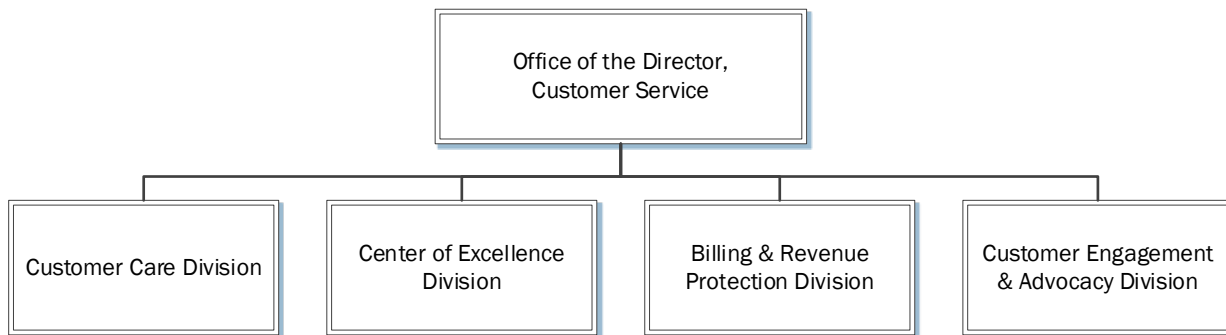 Office of the Director,
Customer Service
Customer Care Division
Center of Excellence
Division
Billing & Revenue
Protection Division
Customer Engagement
& Advocacy Division